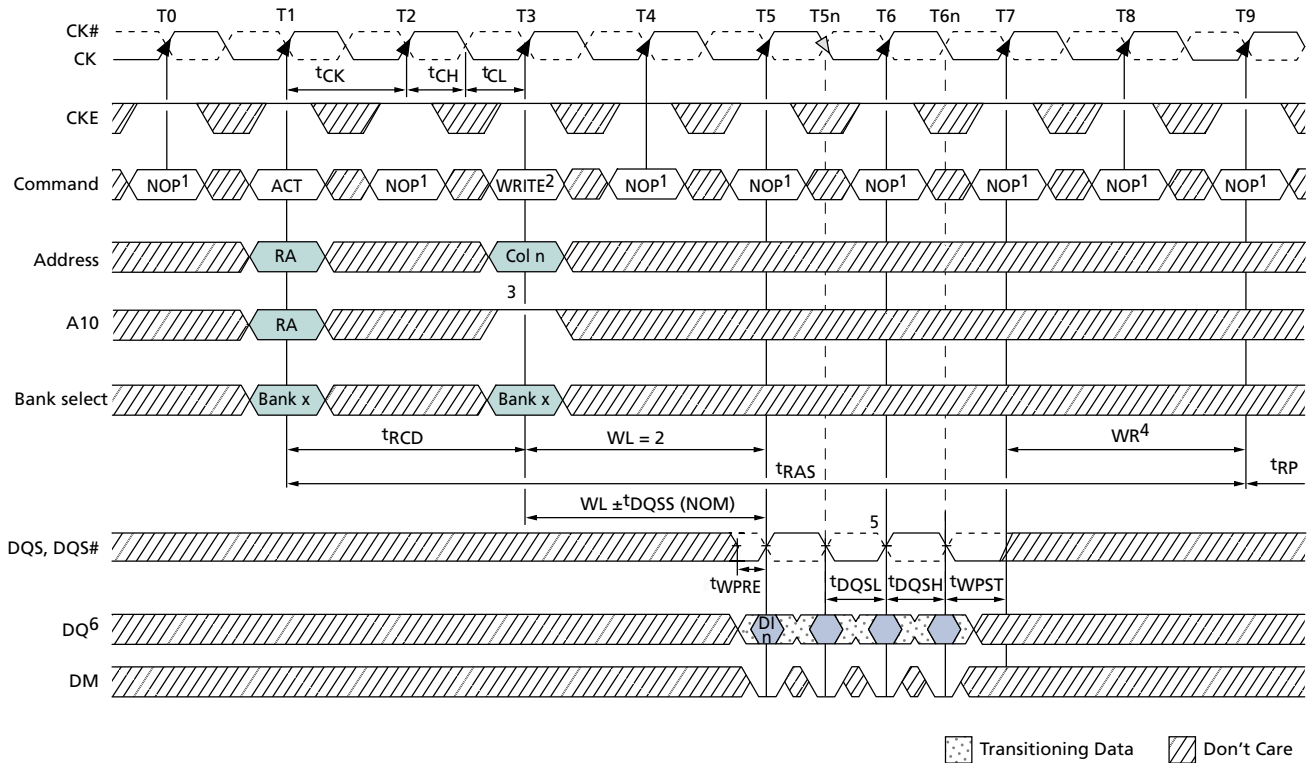 T0 T1 T2 T3 T4 T5 T5n T6 T6n T7 T8 T9
CK#
CK
tCK tCH tCL
CKE
Command NOP1 ACT NOP1 WRITE2 NOP1 NOP1 NOP1 NOP1 NOP1 NOP1
Address RA Col n
3
A10 RA
Bank select Bank x Bank x
tRCD WL = 2 WR4
tRAS tRP
WL ±tDQSS (NOM)
5
DQS, DQS#
tWPRE tDQSL tDQSH tWPST
DQ6 DI n
DM
Transitioning Data Don't Care